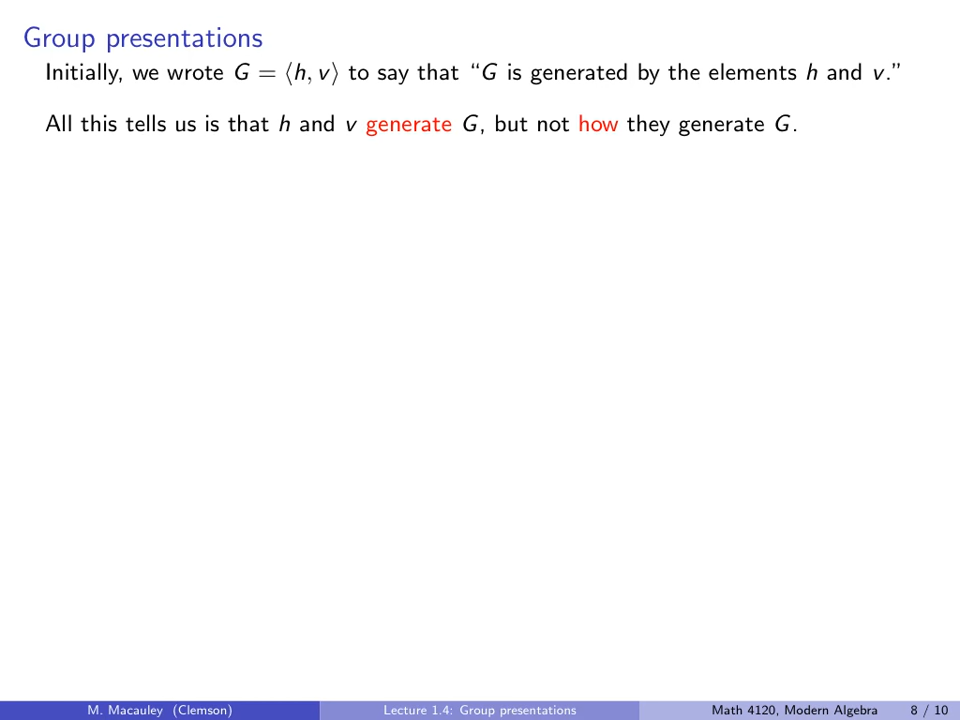 Group presentations
Initially, we wrote G = ⟨h, v⟩ to say that “G is generated by the elements h and v.”
All this tells us is that h and v generate G, but not how they generate G.
M. Macauley (Clemson) Lecture 1.4: Group presentations Math 4120, Modern Algebra 8 / 10